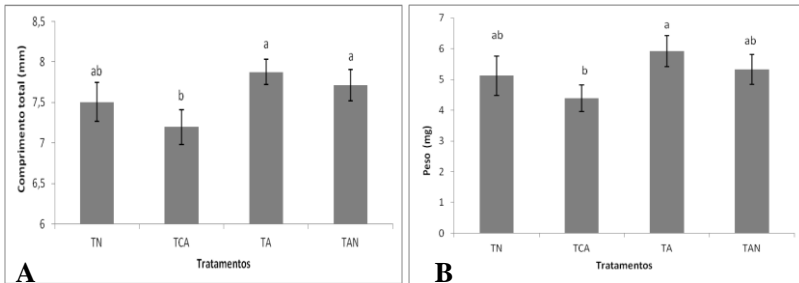 8,5
8
7,5
7
6,5
6
Comprimento total (mm)
ab
b
a
a
TN TCA TA TAN
Tratamentos
A
7
6
5
4
3
2
1
0
Peso (mg)
ab
b
a
ab
TN TCA TA TAN
Tratamentos
B